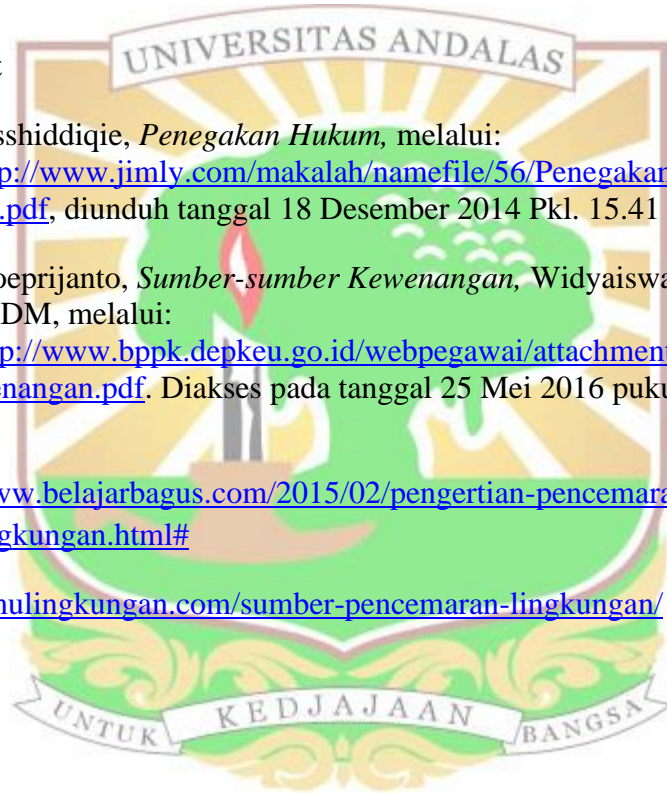 UNIVERSITAS ANDALAS
t
sshiddiqie, Penegakan Hukum, melalui:
p://www.jimly.com/makalah/namefile/56/Penegakan
.pdf, diunduh tanggal 18 Desember 2014 Pkl. 15.41
oeprijanto, Sumber-sumber Kewenangan, Widyaiswa
DM, melalui:
p://www.bppk.depkeu.go.id/webpegawai/attachment
enangan.pdf. Diakses pada tanggal 25 Mei 2016 puku
ww.belajarbagus.com/2015/02/pengertian-pencemara
gkungan.html#
nulingkungan.com/sumber-pencemaran-lingkungan/
UNTUK KEDJAJAAN BANGSA